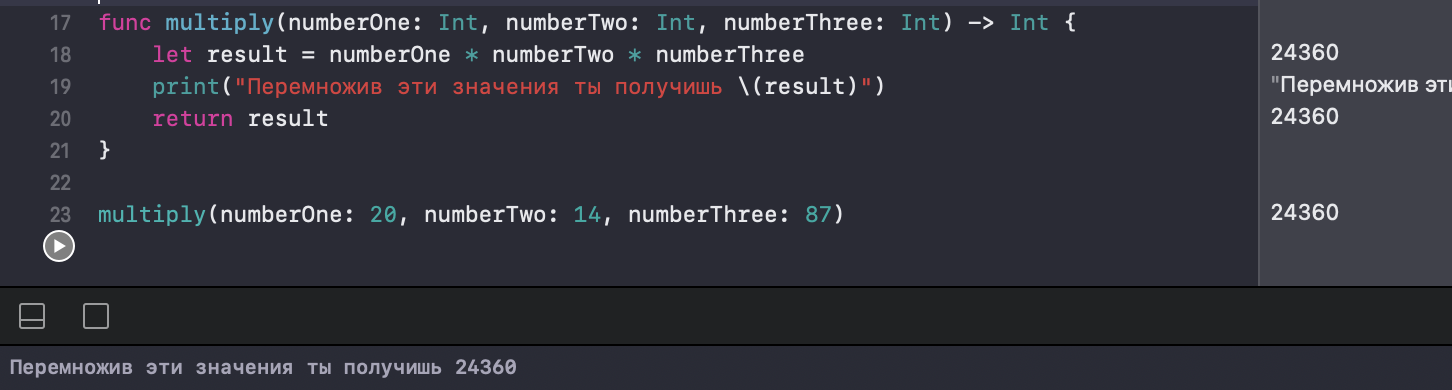 17 func multiply(numberOne: Int, numberTwo: Int, numberThree: Int) -> Int {
18 let result = numberOne * numberTwo * numberThree 24360
19 print("Перемножив эти значения ты получишь \(result)") "Перемножив
20 return result 24360
21 }
22
23 multiply(numberOne: 20, numberTwo: 14, numberThree: 87) 24360
Перемножив эти значения ты получишь 24360